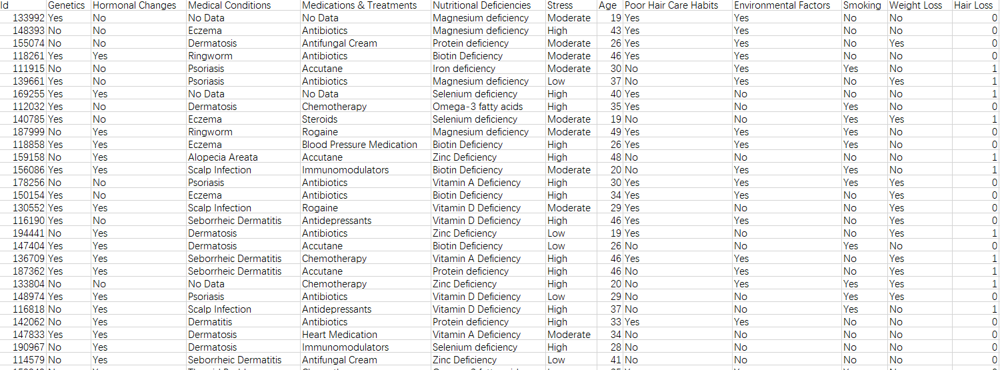 Id Genetics Hormonal Changes Medical Conditions Medications & Treatments Nutritional Deficiencies Stress Age Poor Hair Care Habits Environmental Factors Smoking Weight Loss Hair Loss
133992 Yes No No Data No Data Magnesium deficiency Moderate 19 Yes Yes No No 0
148393 No No Eczema Antibiotics Magnesium deficiency High 43 Yes Yes No No 0
155074 No No Dermatosis Antifungal Cream Protein deficiency Moderate 26 Yes Yes No Yes 0
118261 Yes Yes Ringworm Antibiotics Biotin Deficiency Moderate 46 Yes Yes No No 0
111915 No No Psoriasis Accutane Iron deficiency Moderate 30 No Yes Yes No 1
139661 Yes No Psoriasis Antibiotics Magnesium deficiency Low 37 No Yes No Yes 1
169255 Yes Yes No Data No Data Selenium deficiency High 40 Yes No No No 1
112032 Yes No Dermatosis Chemotherapy Omega-3 fatty acids High 35 Yes No Yes No 0
140785 Yes No Eczema Steroids Selenium deficiency Moderate 19 No No Yes Yes 1
187999 No Yes Ringworm Rogaine Magnesium deficiency Moderate 49 Yes Yes Yes No 0
118858 Yes Yes Eczema Blood Pressure Medication Biotin Deficiency High 26 Yes Yes Yes No 0
159158 No Yes Alopecia Areata Accutane Zinc Deficiency High 48 No No No No 1
156086 Yes Yes Scalp Infection Immunomodulators Biotin Deficiency Moderate 20 No Yes Yes No 1
178256 No No Psoriasis Antibiotics Vitamin A Deficiency High 30 Yes Yes Yes Yes 0
150154 Yes No Eczema Antibiotics Biotin Deficiency High 34 Yes Yes No Yes 0
130552 Yes Yes Scalp Infection Rogaine Vitamin D Deficiency Moderate 29 Yes No No Yes 0
116190 Yes No Seborrheic Dermatitis Antidepressants Vitamin D Deficiency High 46 Yes Yes No Yes 0
194441 No Yes Dermatosis Antibiotics Zinc Deficiency Low 19 Yes No No Yes 1
147404 Yes Yes Dermatosis Accutane Biotin Deficiency Low 26 No No Yes No 0
136709 Yes Yes Seborrheic Dermatitis Chemotherapy Vitamin A Deficiency High 46 Yes Yes No Yes 1
187362 Yes Yes Seborrheic Dermatitis Accutane Protein deficiency High 46 No Yes No Yes 1
133804 No No No Data Chemotherapy Zinc Deficiency High 20 No Yes Yes Yes 1
148974 Yes Yes Psoriasis Antibiotics Vitamin D Deficiency Low 29 No No Yes Yes 0
116818 No Yes Scalp Infection Antidepressants Vitamin D Deficiency High 37 No No Yes No 1
142062 No Yes Dermatitis Antibiotics Protein deficiency High 33 Yes Yes No No 0
147833 Yes Yes Dermatosis Heart Medication Vitamin A Deficiency Moderate 34 No No No No 0
190967 No Yes Dermatosis Immunomodulators Selenium deficiency High 28 No No No No 0
114579 No Yes Seborrheic Dermatitis Antifungal Cream Zinc Deficiency Low 41 No No No No 0